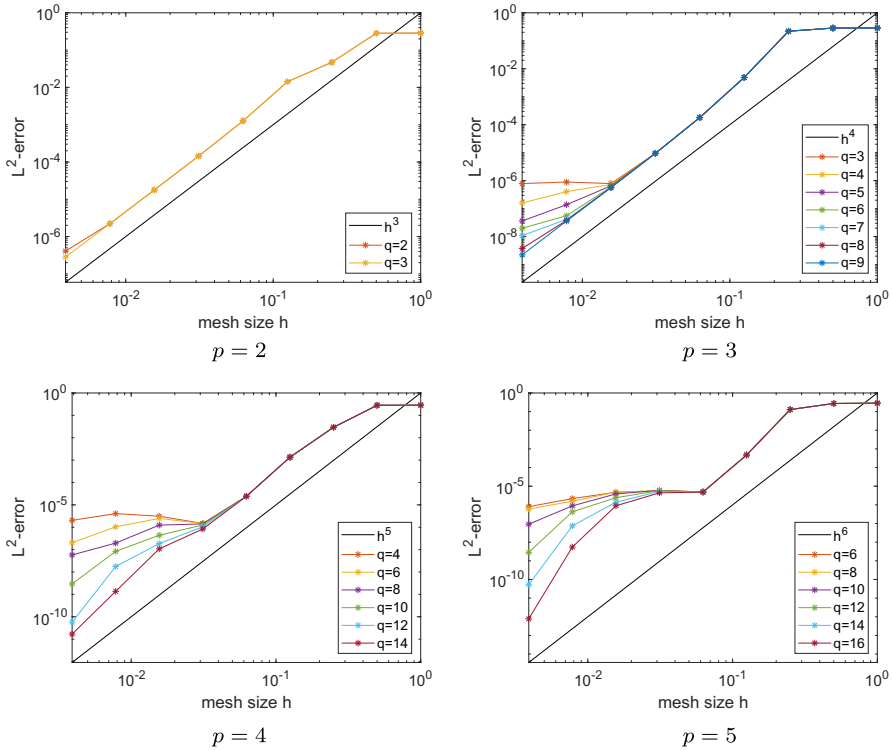 10^0
10^-2
10^-4
10^-6
L^2-error
10^-2
10^-1
10^0
mesh size h
h^3
q=2
q=3
p = 2
10^0
10^-2
10^-4
10^-6
10^-8
L^2-error
10^-2
10^-1
10^0
mesh size h
h^4
q=3
q=4
q=5
q=6
q=7
q=8
q=9
p = 3
10^0
10^-5
10^-10
L^2-error
10^-2
10^-1
10^0
mesh size h
h^5
q=4
q=6
q=8
q=10
q=12
q=14
p = 4
10^0
10^-5
10^-10
L^2-error
10^-2
10^-1
10^0
mesh size h
h^6
q=6
q=8
q=10
q=12
q=14
q=16
p = 5